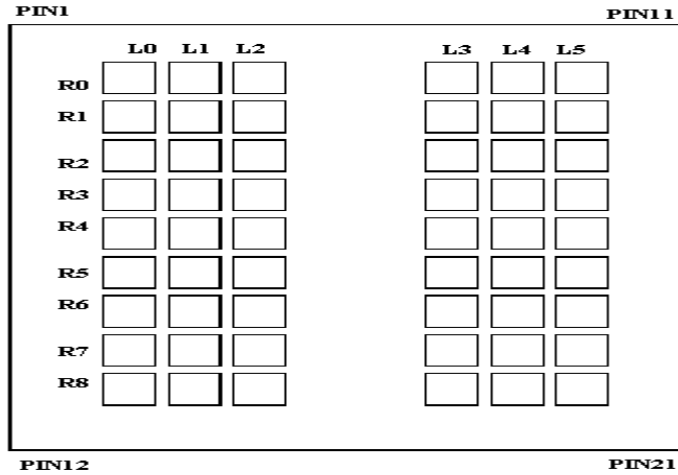 PIN1 PIN11
L0 L1 L2 L3 L4 L5
R0
R1
R2
R3
R4
R5
R6
R7
R8
PIN12 PIN21